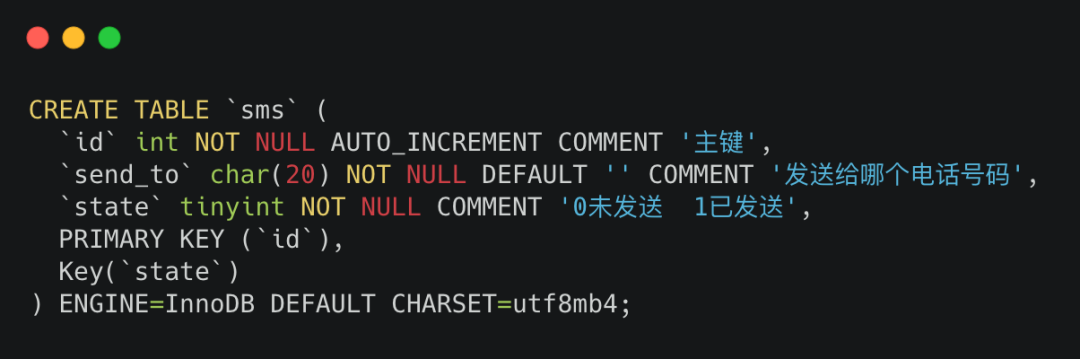 CREATE TABLE `sms` (
  `id` int NOT NULL AUTO_INCREMENT COMMENT '主键',
  `send_to` char(20) NOT NULL DEFAULT '' COMMENT '发送给哪个电话号码',
  `state` tinyint NOT NULL COMMENT '0未发送  1已发送',
  PRIMARY KEY (`id`),
  Key(`state`)
) ENGINE=InnoDB DEFAULT CHARSET=utf8mb4;